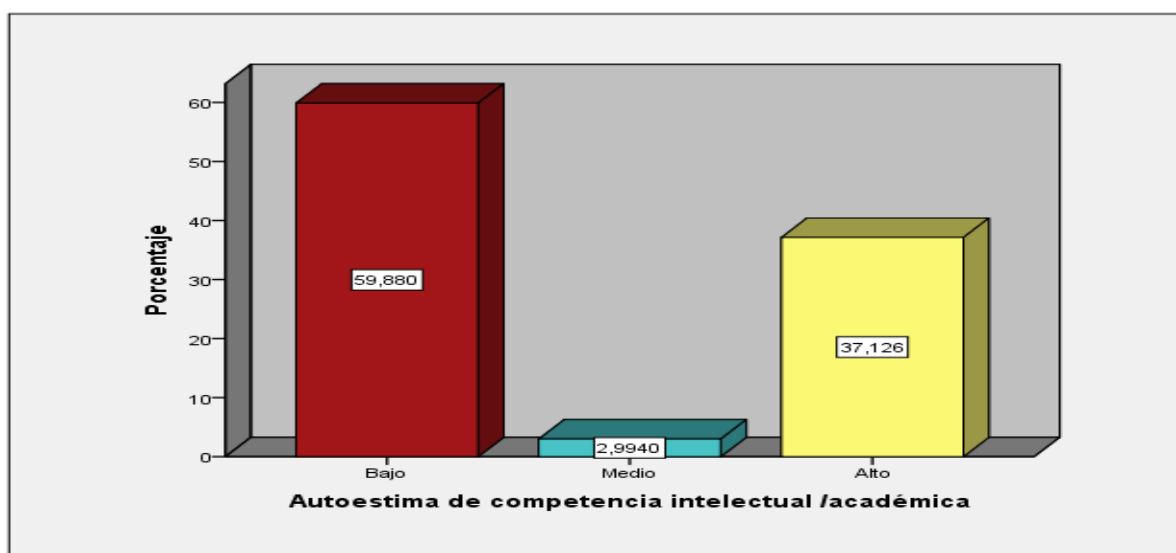 Porcentaje
60
50
40
30
20
10
0
59,880
2,9940
37,126
Bajo
Medio
Alto
Autoestima de competencia intelectual /académica